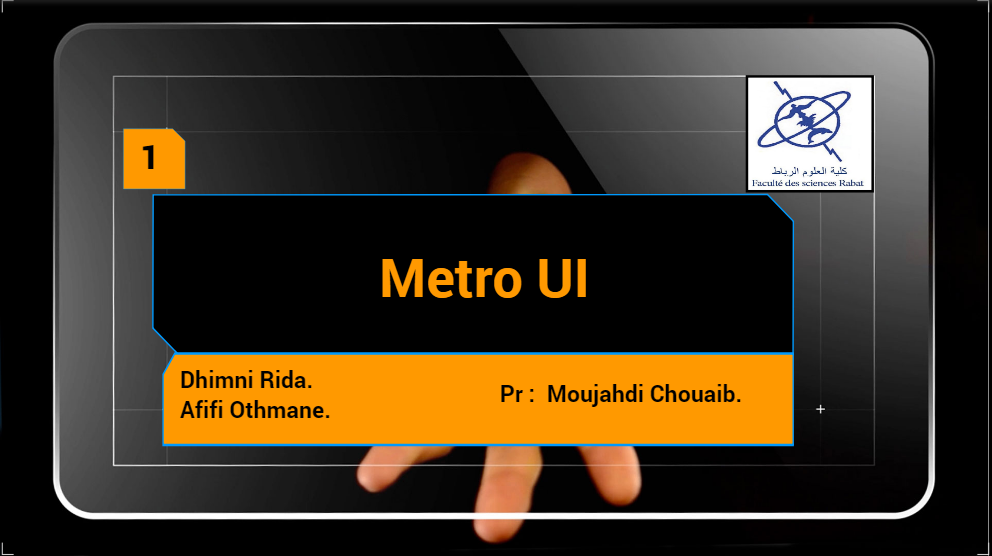 1
كلية العلوم الرباط
Faculté des sciences Rabat
Metro UI
Dhimni Rida.
Afifi Othmane.
Pr : Moujahdi Chouaib.